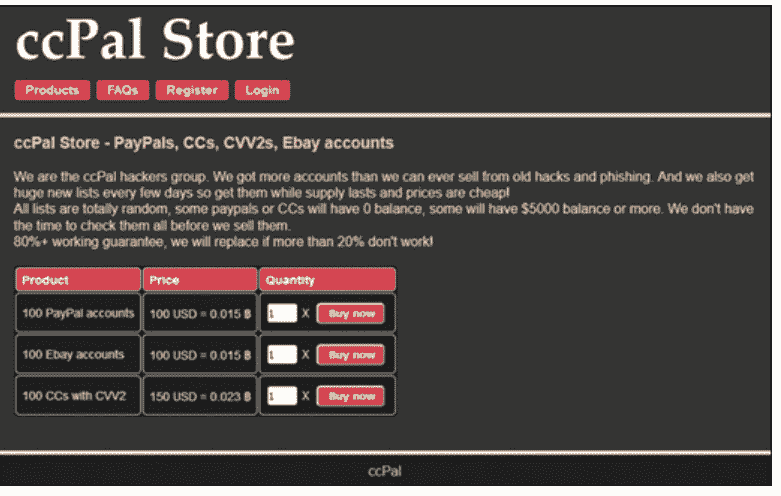 ccPal Store
Products FAQs Register Login
ccPal Store - PayPals, CCs, CVV2s, Ebay accounts
We are the ccPal hackers group. We got more accounts than we can ever sell from old hacks and phishing. And we also get
huge new lists every few days so get them while supply lasts and prices are cheap!
All lists are totally random, some paypals or CCs will have 0 balance, some will have $5000 balance or more. We don't have
the time to check them all before we sell them.
80%+ working guarantee, we will replace if more than 20% don't work!
Product Price Quantity
100 PayPal accounts 100 USD = 0.015 ฿ 1 X Buy now
100 Ebay accounts 100 USD = 0.015 ฿ 1 X Buy now
100 CCs with CVV2 150 USD = 0.023 ฿ 1 X Buy now
ccPal